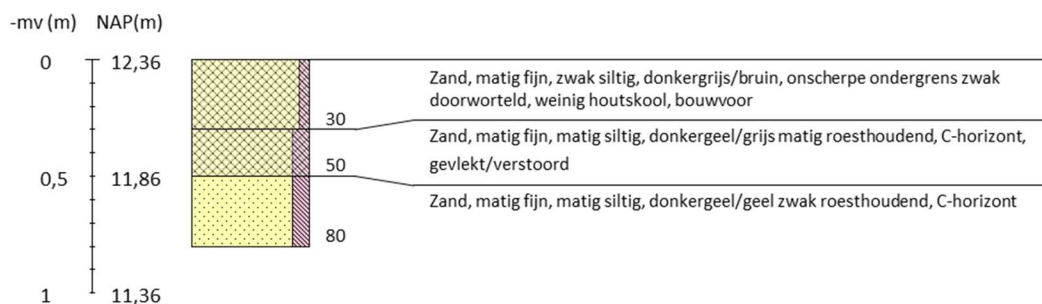 -mv (m) NAP(m)
0 12,36
Zand, matig fijn, zwak siltig, donkergrijs/bruin, onscherpe ondergrens zwak
doorworteld, weinig houtskool, bouwvoor
30
Zand, matig fijn, matig siltig, donkergeel/grijs matig roesthoudend, C-horizont,
gevlekt/verstoord
50
0,5 11,86
Zand, matig fijn, matig siltig, donkergeel/geel zwak roesthoudend, C-horizont
80
1 11,36